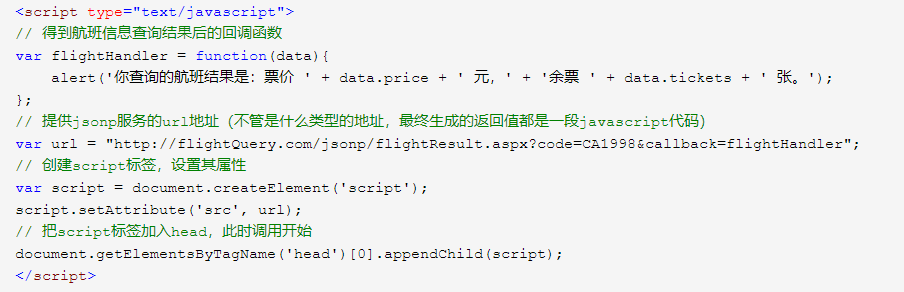 <script type="text/javascript">
// 得到航班信息查询结果后的回调函数
var flightHandler = function(data){
    alert('你查询的航班结果是：票价 ' + data.price + ' 元，' + '余票 ' + data.tickets + ' 张。');
};
// 提供jsonp服务的url地址（不管是什么类型的地址，最终生成的返回值都是一段javascript代码）
var url = "http://flightQuery.com/jsonp/flightResult.aspx?code=CA1998&callback=flightHandler";
// 创建script标签，设置其属性
var script = document.createElement('script');
script.setAttribute('src', url);
// 把script标签加入head，此时调用开始
document.getElementsByTagName('head')[0].appendChild(script);
</script>